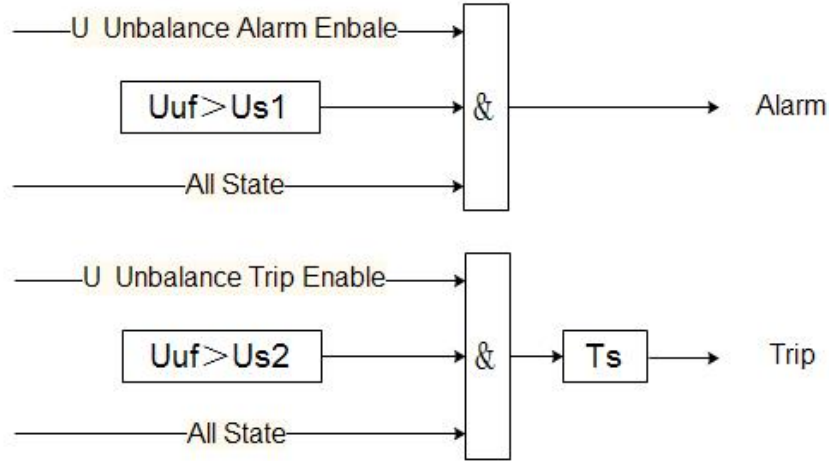 U Unbalance Alarm Enbale
Uuf>Us1
&
Alarm
All State
U Unbalance Trip Enable
Uuf>Us2
&
Ts
Trip
All State